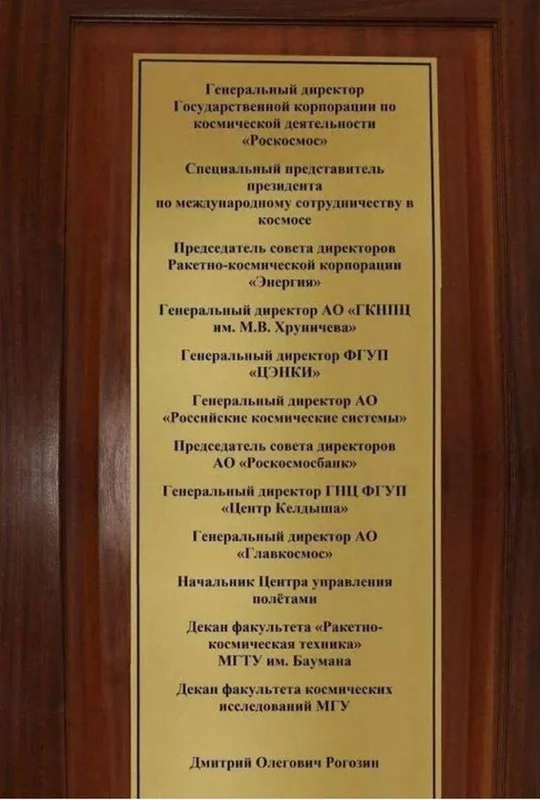 Генеральный директор
Государственной корпорации по
космической деятельности
«Роскосмос»
Специальный представитель
президента
по международному сотрудничеству в
космосе
Председатель совета директоров
Ракетно-космической корпорации
«Энергия»
Генеральный директор АО «ГКНПЦ
им. М.В. Хруничева»
Генеральный директор ФГУП
«ЦЭНКИ»
Генеральный директор АО
«Российские космические системы»
Председатель совета директоров
АО «Роскосмосбанк»
Генеральный директор ГНЦ ФГУП
«Центр Келдыша»
Генеральный директор АО
«Главкосмос»
Начальник Центра управления
полётами
Декан факультета «Ракетно-
космическая техника»
МГТУ им. Баумана
Декан факультета космических
исследований МГУ
Дмитрий Олегович Рогозин